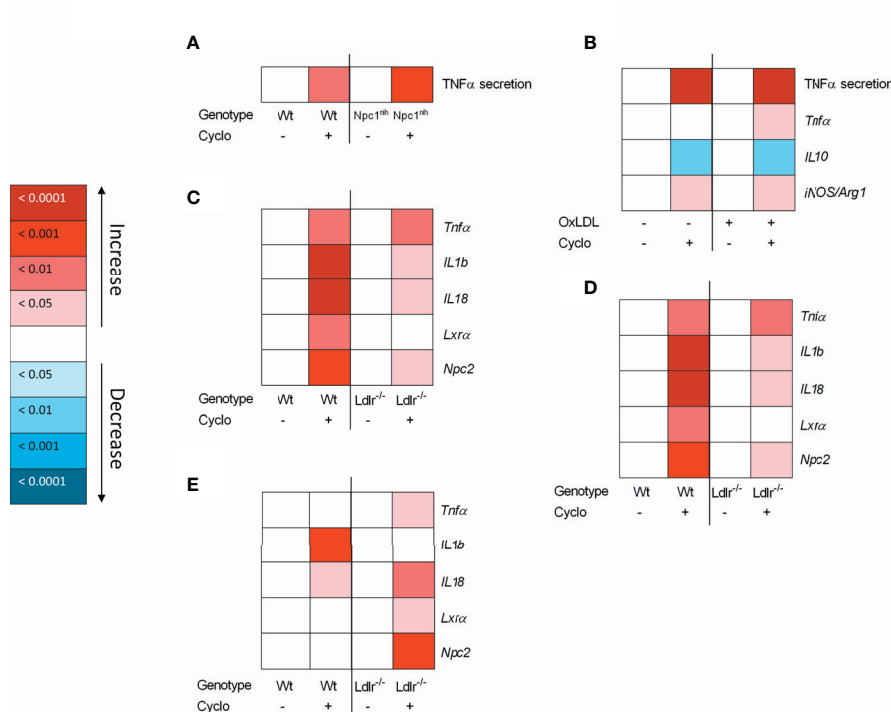 A
TNFα secretion
Genotype Wt Wt Npc1ⁿⁱʰ Npc1ⁿⁱʰ
Cyclo - + - +
B
TNFα secretion
Tnfα
IL10
iNOS/Arg1
OxLDL - - + +
Cyclo - + - +
< 0.0001
< 0.001
< 0.01
< 0.05
< 0.05
< 0.01
< 0.001
< 0.0001
Increase
Decrease
C
Tnfα
IL1b
IL18
Lxrα
Npc2
Genotype Wt Wt Ldlr⁻/⁻ Ldlr⁻/⁻
Cyclo - + - +
D
Tnfα
IL1b
IL18
Lxrα
Npc2
Genotype Wt Wt Ldlr⁻/⁻ Ldlr⁻/⁻
Cyclo - + - +
E
Tnfα
IL1b
IL18
Lxrα
Npc2
Genotype Wt Wt Ldlr⁻/⁻ Ldlr⁻/⁻
Cyclo - + - +